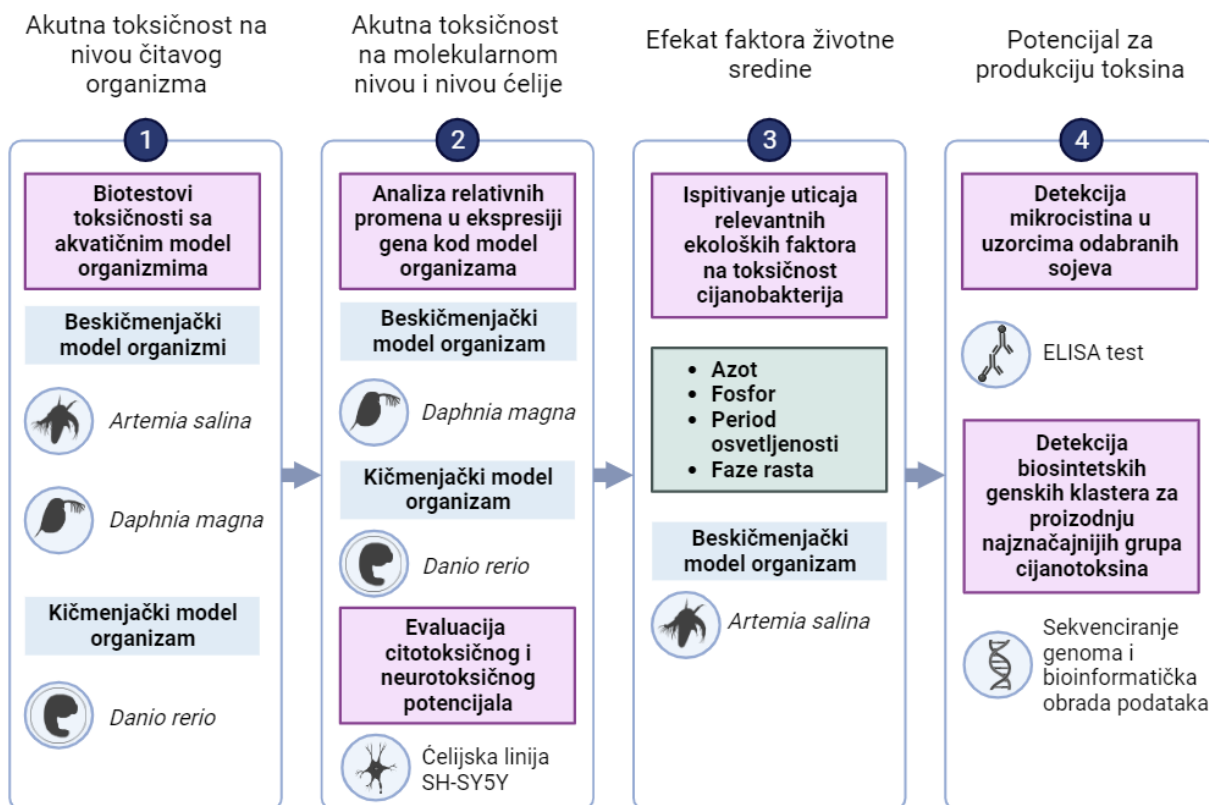 Akutna toksičnost na
nivou čitavog
organizma
1
Biotestovi
toksičnosti sa
akvatičnim model
organizmima
Beskičmenjački
model organizmi
Artemia salina
Daphnia magna
Kičmenjački model
organizam
Danio rerio
Akutna toksičnost
na molekularnom
nivou i nivou ćelije
2
Analiza relativnih
promena u ekspresiji
gena kod model
organizama
Beskičmenjački
model organizam
Daphnia magna
Kičmenjački model
organizam
Danio rerio
Evaluacija
citotoksičnog i
neurotoksičnog
potencijala
Ćelijska linija
SH-SY5Y
Efekat faktora životne
sredine
3
Ispitivanje uticaja
relevantnih
ekoloških faktora
na toksičnost
cijanobakterija
• Azot
• Fosfor
• Period
osvetljenosti
• Faze rasta
Beskičmenjački
model organizam
Artemia salina
Potencijal za
produkciju toksina
4
Detekcija
mikrocistina u
uzorcima odabranih
sojeva
ELISA test
Detekcija
biosintetskih
genskih klastera za
proizodnju
najznačajnijih grupa
cijanotoksina
Sekvenciranje
genoma i
bioinformatička
obrada podataka